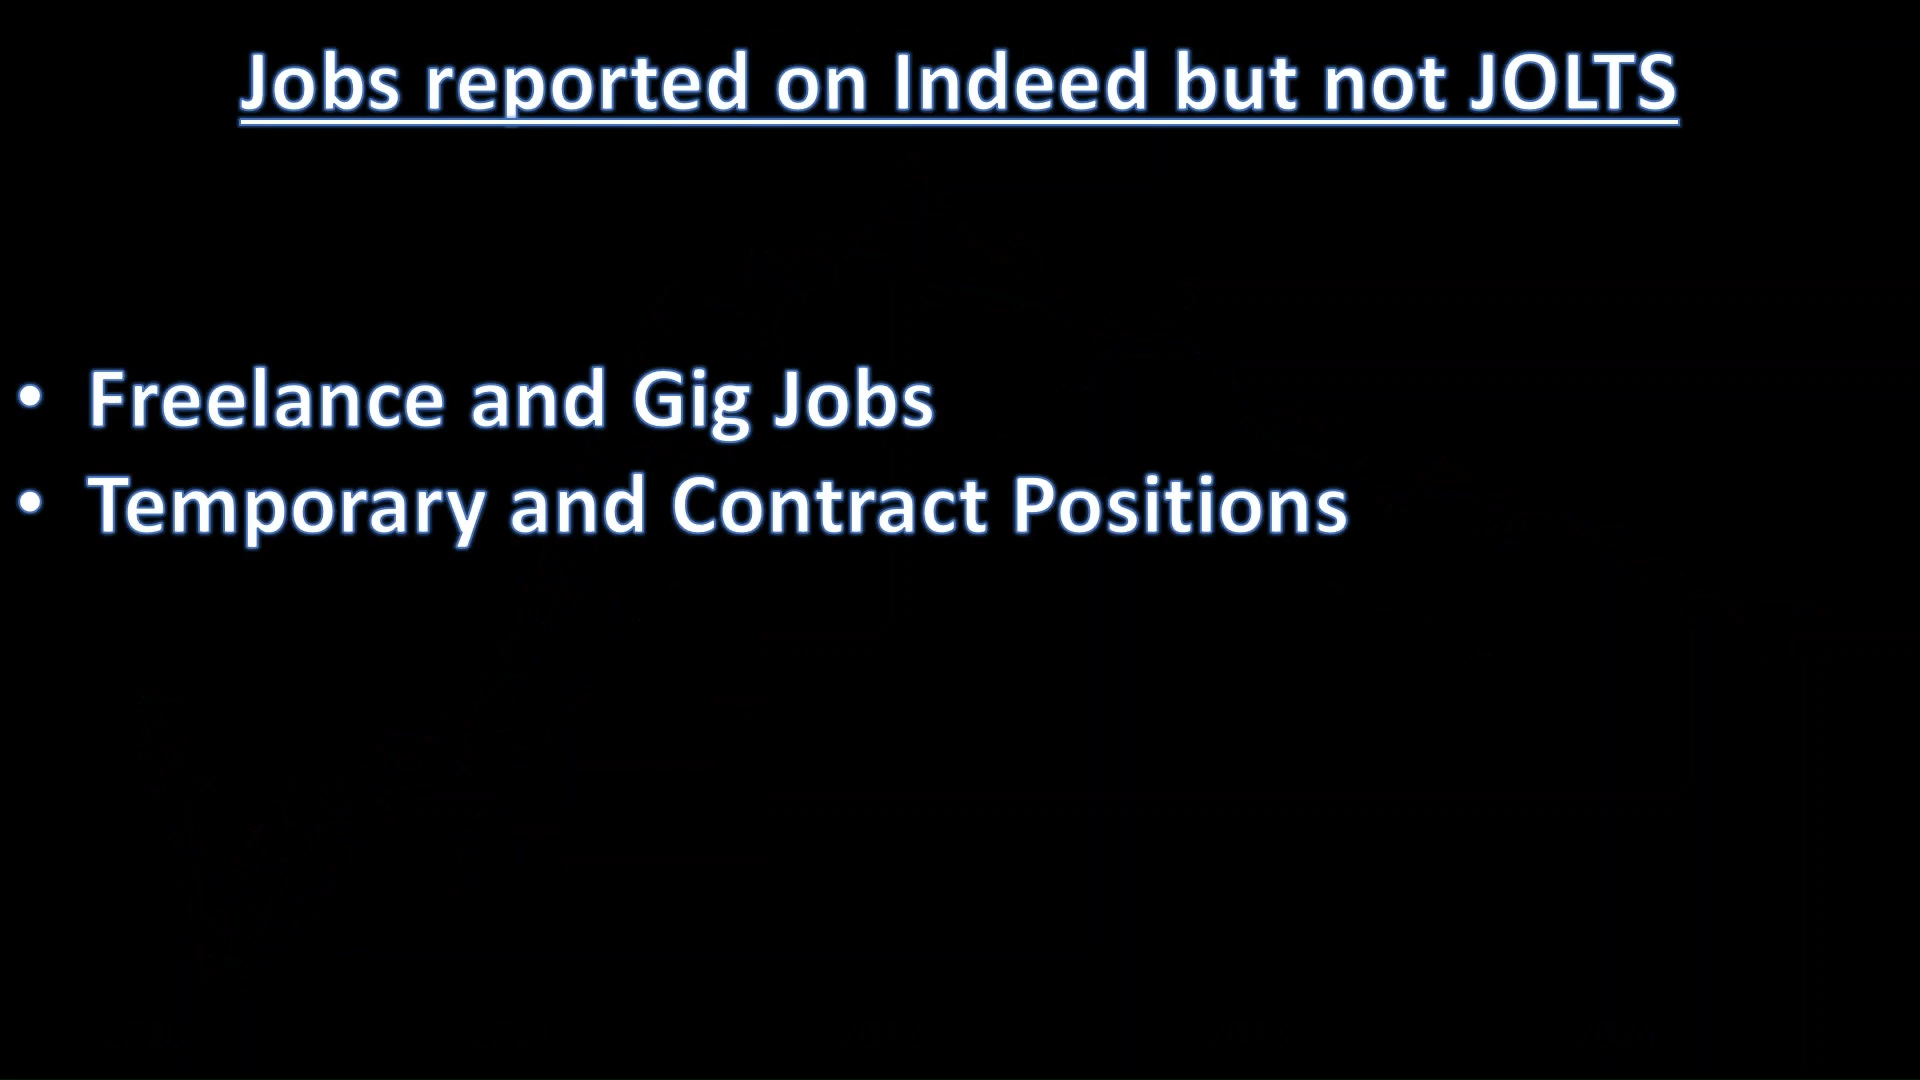 Jobs reported on Indeed but not JOLTS
• Freelance and Gig Jobs
• Temporary and Contract Positions